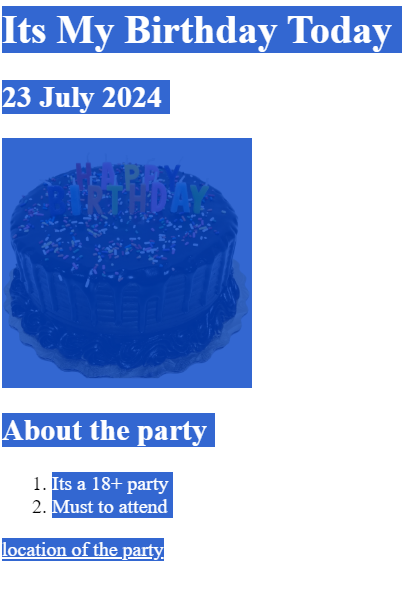 Its My Birthday Today
23 July 2024
HAPPY
BIRTHDAY
About the party
1. Its a 18+ party
2. Must to attend
location of the party